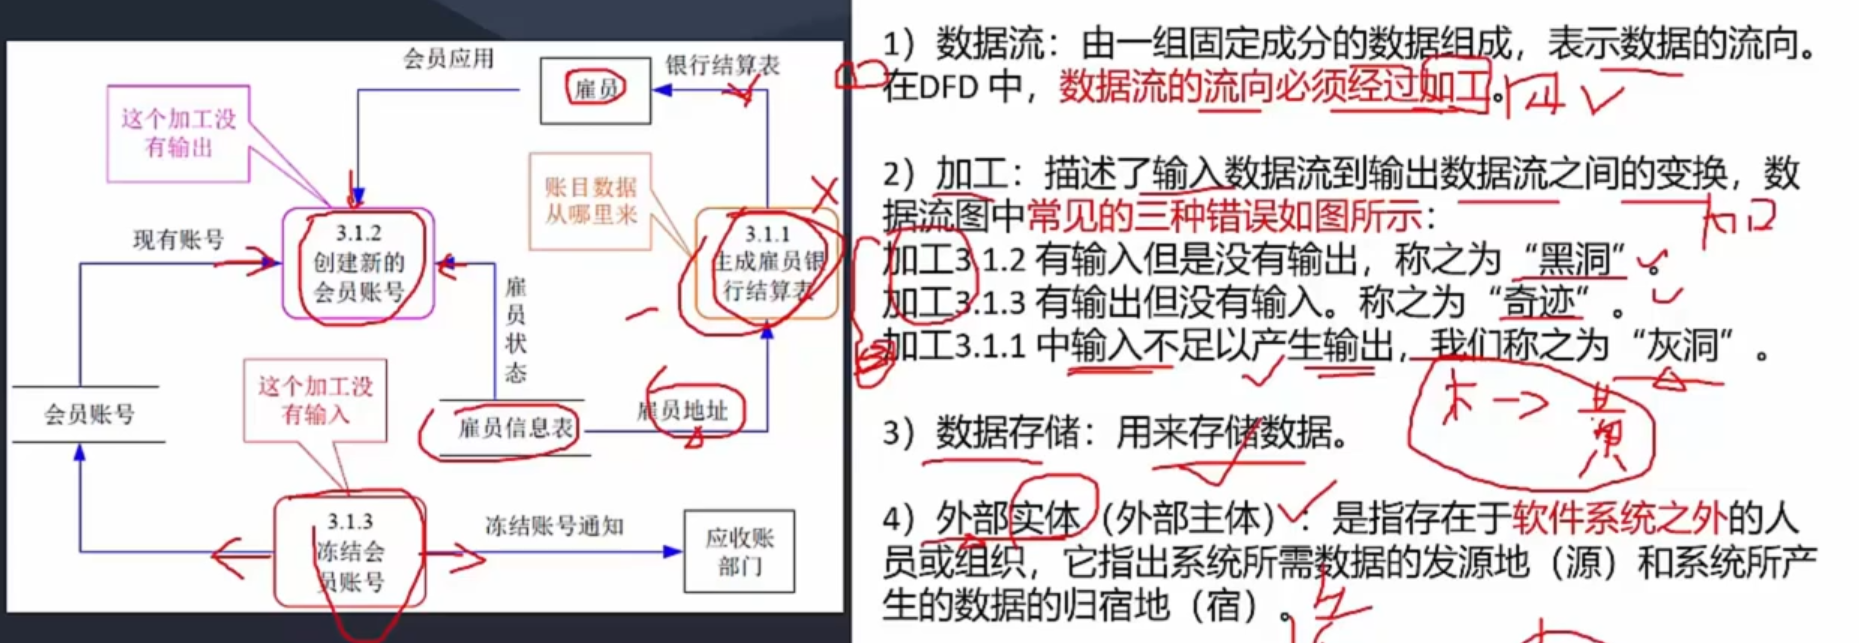 会员应用
雇员
银行结算表
这个加工没
有输出
账目数据
从哪里来
现有账号
3.1.2
创建新的
会员账号
雇员状态
3.1.1
生成雇员银
行结算表
会员账号
这个加工没
有输入
雇员信息表
雇员地址
3.1.3
冻结会
员账号
冻结账号通知
应收账
部门
1）数据流：由一组固定成分的数据组成，表示数据的流向。
在DFD 中，数据流的流向必须经过加工。
2）加工：描述了输入数据流到输出数据流之间的变换，数
据流图中常见的三种错误如图所示：
加工3.1.2 有输入但是没有输出，称之为“黑洞”。
加工3.1.3 有输出但没有输入。称之为“奇迹”。
加工3.1.1 中输入不足以产生输出，我们称之为“灰洞”。
3）数据存储：用来存储数据。
4）外部实体（外部主体）：是指存在于软件系统之外的人
员或组织，它指出系统所需数据的发源地（源）和系统所产
生的数据的归宿地（宿）。